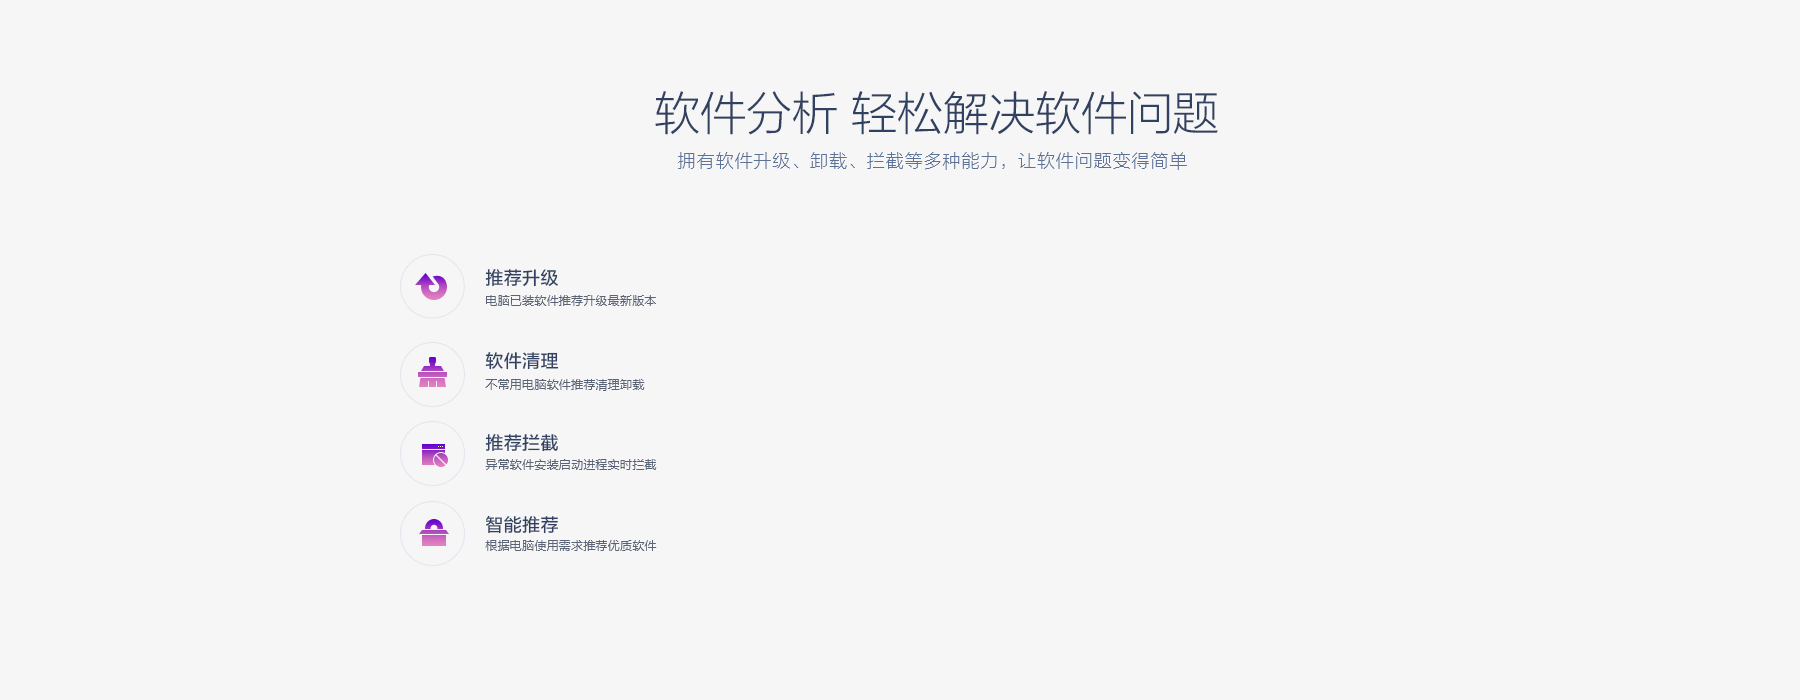 软件分析 轻松解决软件问题
拥有软件升级、卸载、拦截等多种能力，让软件问题变得简单
推荐升级
电脑已装软件推荐升级最新版本
软件清理
不常用电脑软件推荐清理卸载
推荐拦截
异常软件安装启动进程实时拦截
智能推荐
根据电脑使用需求推荐优质软件